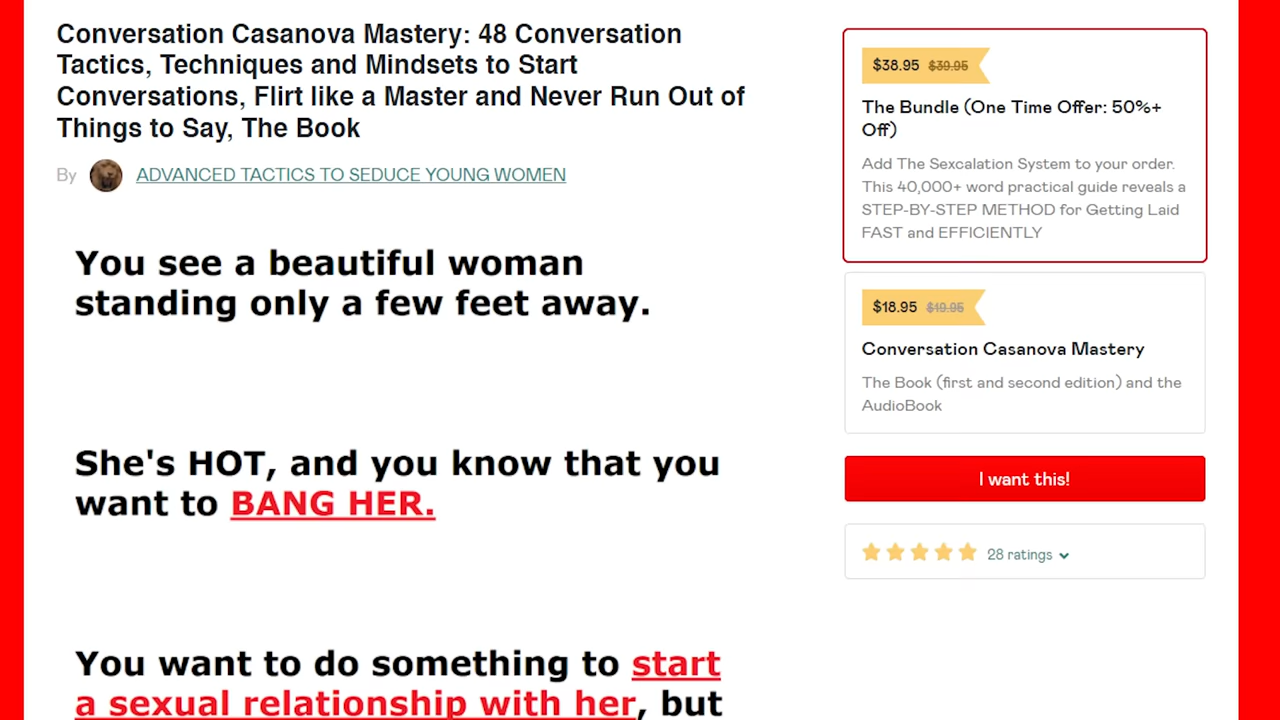 Conversation Casanova Mastery: 48 Conversation
Tactics, Techniques and Mindsets to Start
Conversations, Flirt like a Master and Never Run Out of
Things to Say, The Book
By ADVANCED TACTICS TO SEDUCE YOUNG WOMEN
You see a beautiful woman
standing only a few feet away.
She's HOT, and you know that you
want to BANG HER.
You want to do something to start
a sexual relationship with her, but
$38.95 $39.95
The Bundle (One Time Offer: 50%+
Off)
Add The Sexcalation System to your order.
This 40,000+ word practical guide reveals a
STEP-BY-STEP METHOD for Getting Laid
FAST and EFFICIENTLY
$18.95 $19.95
Conversation Casanova Mastery
The Book (first and second edition) and the
AudioBook
I want this!
28 ratings